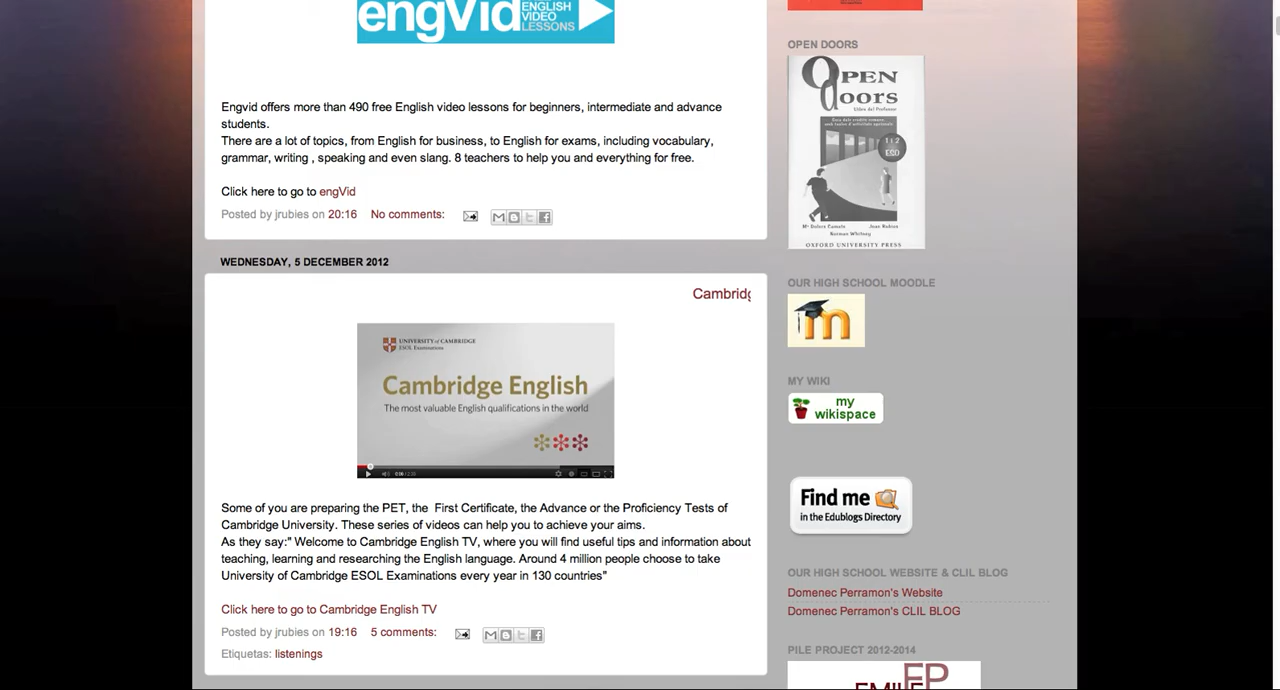 engVid ENGLISH VIDEO LESSONS
Engvid offers more than 490 free English video lessons for beginners, intermediate and advance
students.
There are a lot of topics, from English for business, to English for exams, including vocabulary,
grammar, writing , speaking and even slang. 8 teachers to help you and everything for free.
Click here to go to engVid
Posted by jrubies on 20:16 No comments:
WEDNESDAY, 5 DECEMBER 2012
Cambridg
UNIVERSITY of CAMBRIDGE
ESOL Examinations
Cambridge English
The most valuable English qualifications in the world
Some of you are preparing the PET, the First Certificate, the Advance or the Proficiency Tests of
Cambridge University. These series of videos can help you to achieve your aims.
As they say:" Welcome to Cambridge English TV, where you will find useful tips and information about
teaching, learning and researching the English language. Around 4 million people choose to take
University of Cambridge ESOL Examinations every year in 130 countries"
Click here to go to Cambridge English TV
Posted by jrubies on 19:16 5 comments:
Etiquetas: listenings
OPEN DOORS
OPEN
doors
Llibre del Professor
1 i 2
ESO
OXFORD UNIVERSITY PRESS
OUR HIGH SCHOOL MOODLE
m
MY WIKI
my
wikispace
Find me
in the Edublogs Directory
OUR HIGH SCHOOL WEBSITE & CLIL BLOG
Domenec Perramon's Website
Domenec Perramon's CLIL BLOG
PILE PROJECT 2012-2014
EP
EMILE